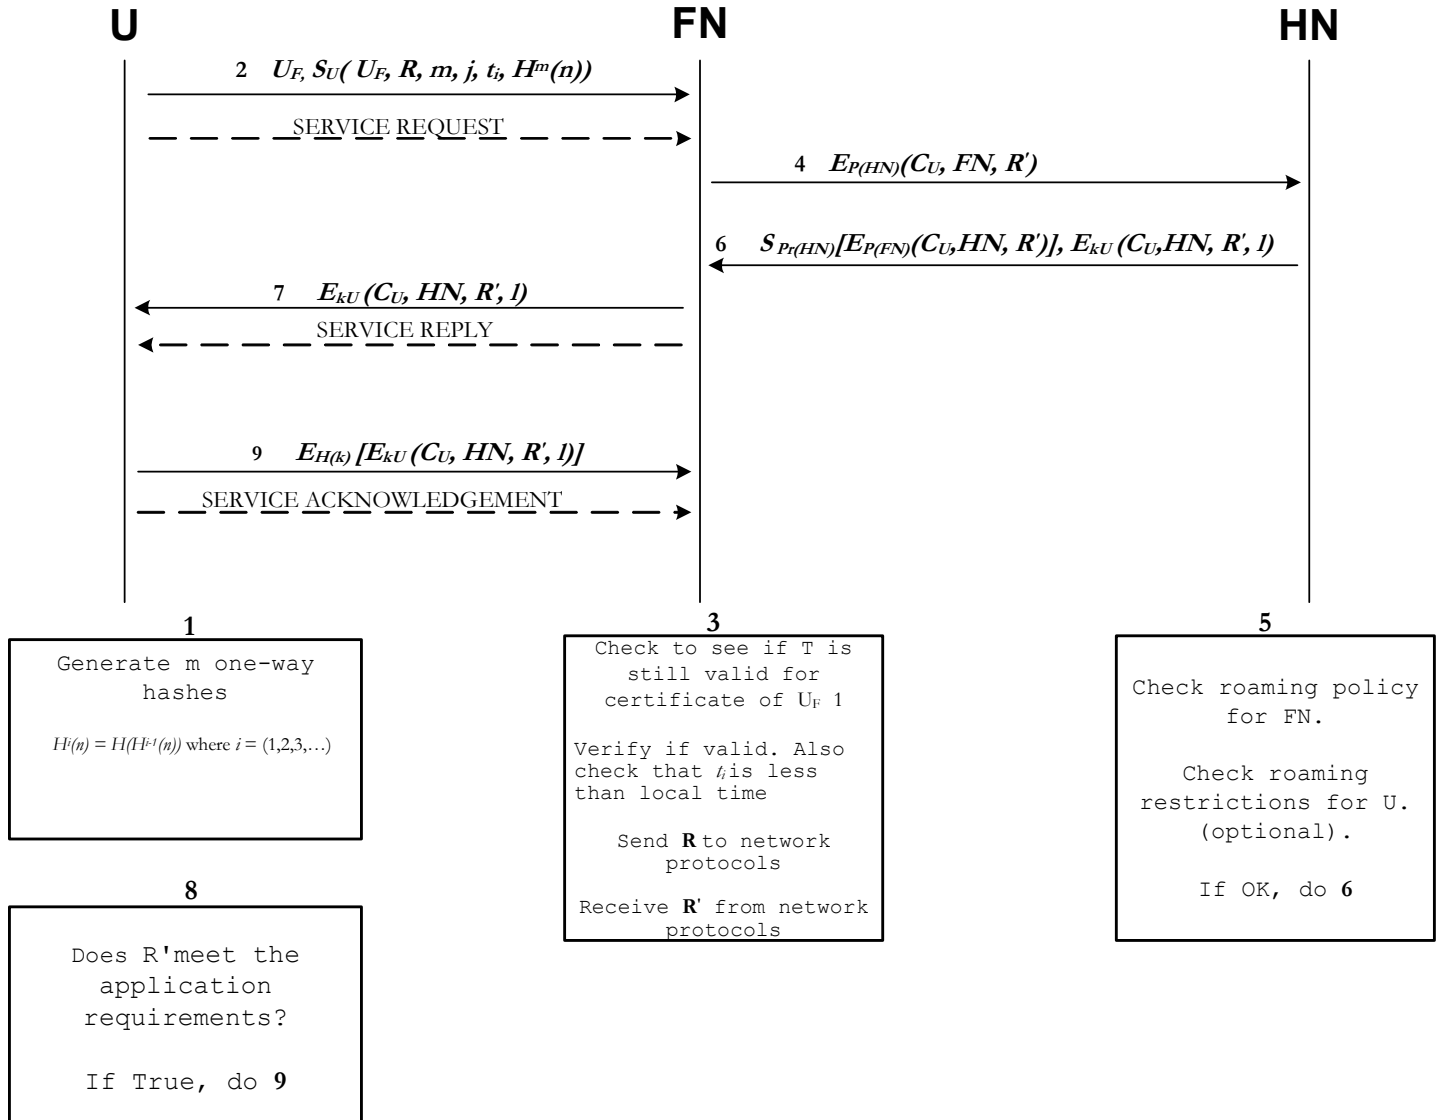 U FN HN
2 U_F, S_U( U_F, R, m, j, t_i, H^m(n))
SERVICE REQUEST
4 E_P(HN)(C_U, FN, R')
6 S_Pr(HN)[E_P(FN)(C_U,HN, R')], E_kU (C_U,HN, R', l)
7 E_kU (C_U, HN, R', l)
SERVICE REPLY
9 E_H(k) [E_kU (C_U, HN, R', l)]
SERVICE ACKNOWLEDGEMENT
1
Generate m one-way
hashes
H^i(n) = H(H^i-1(n)) where i = (1,2,3,…)
8
Does R'meet the
application
requirements?
If True, do 9
3
Check to see if T is
still valid for
certificate of U_F 1
Verify if valid. Also
check that t_i is less
than local time
Send R to network
protocols
Receive R' from network
protocols
5
Check roaming policy
for FN.
Check roaming
restrictions for U.
(optional).
If OK, do 6